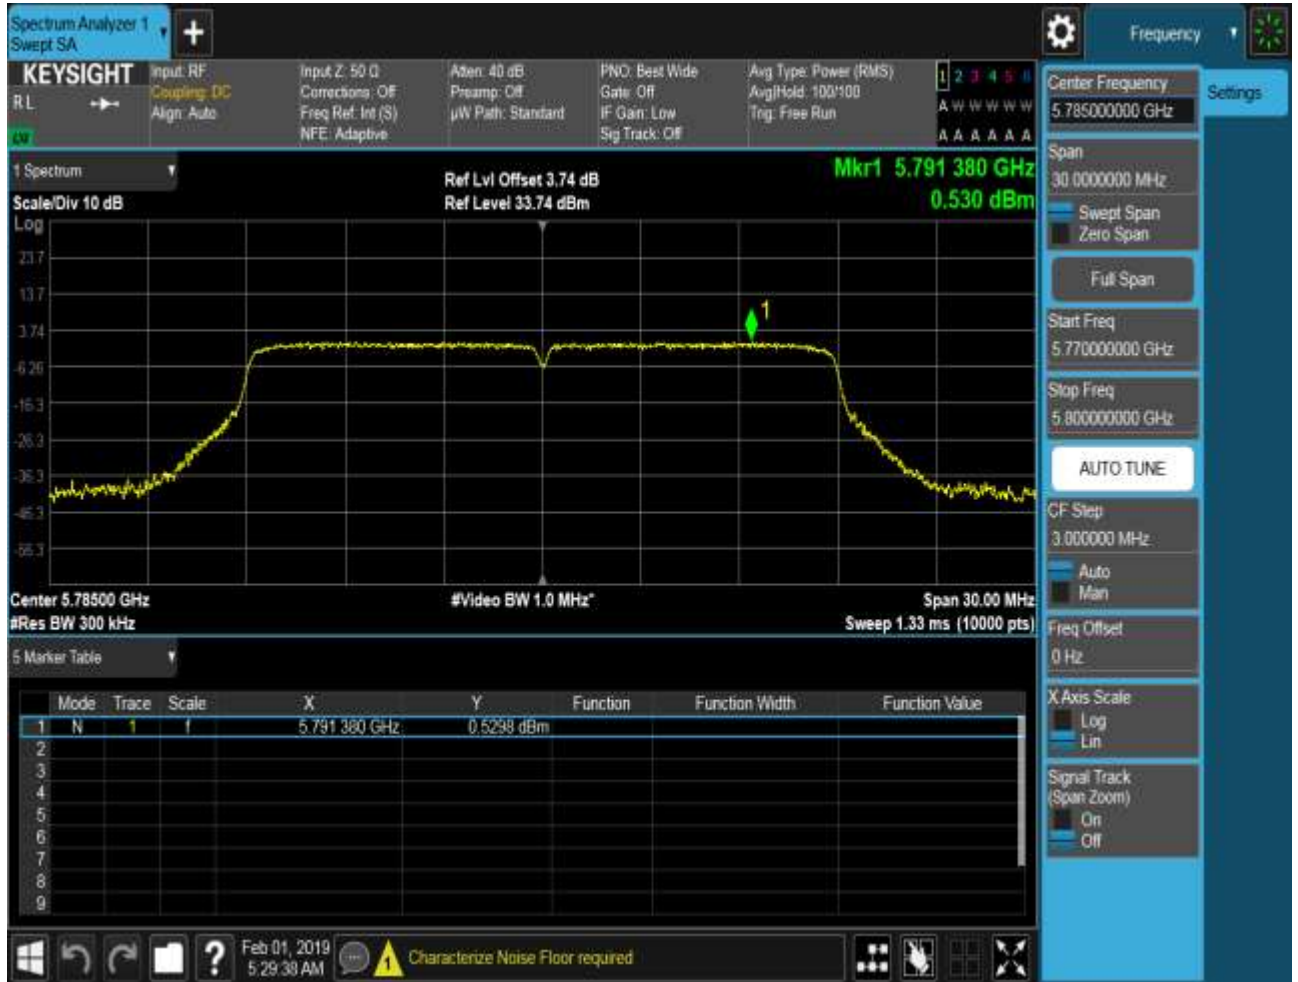 Spectrum Analyzer 1
Swept SA
+
Frequency
KEYSIGHT
R L
Input: RF
Coupling: DC
Align: Auto
Input Z: 50 Ω
Corrections: Off
Freq Ref: Int (S)
NFE: Adaptive
Atten: 40 dB
Preamp: Off
µW Path: Standard
PNO: Best Wide
Gate: Off
IF Gain: Low
Sig Track: Off
Avg Type: Power (RMS)
Avg|Hold: 100/100
Trig: Free Run
1 2 3 4 5 6
A W W W W W
A A A A A A
1 Spectrum
Scale/Div 10 dB
Log
Ref Lvl Offset 3.74 dB
Ref Level 33.74 dBm
Mkr1 5.791 380 GHz
0.530 dBm
23.7
13.7
3.74
-6.26
-16.3
-26.3
-36.3
-46.3
-56.3
1
Center 5.78500 GHz
#Res BW 300 kHz
#Video BW 1.0 MHz*
Span 30.00 MHz
Sweep 1.33 ms (10000 pts)
5 Marker Table
Mode Trace Scale X Y Function Function Width Function Value
1 N 1 f 5.791 380 GHz 0.5298 dBm
2
3
4
5
6
7
8
9
Feb 01, 2019
5:29:38 AM
?
1
Characterize Noise Floor required
Center Frequency
5.785000000 GHz
Settings
Span
30.0000000 MHz
Swept Span
Zero Span
Full Span
Start Freq
5.770000000 GHz
Stop Freq
5.800000000 GHz
AUTO TUNE
CF Step
3.000000 MHz
Auto
Man
Freq Offset
0 Hz
X Axis Scale
Log
Lin
Signal Track
(Span Zoom)
On
Off